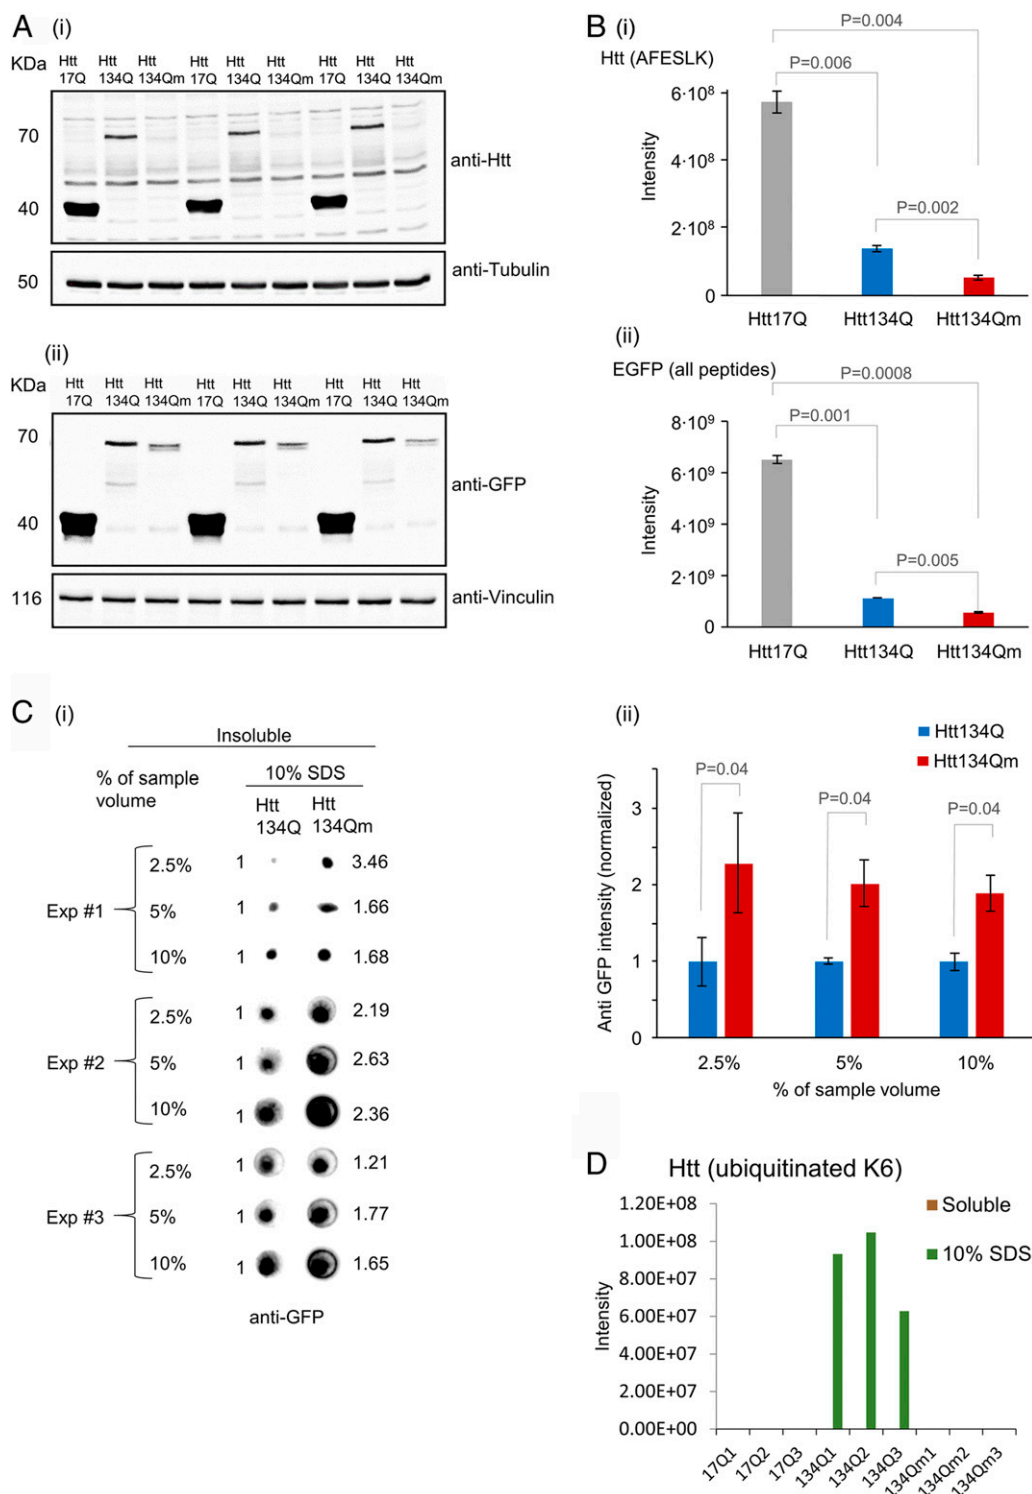 A (i)
KDa
Htt 17Q Htt 134Q Htt 134Qm Htt 17Q Htt 134Q Htt 134Qm Htt 17Q Htt 134Q Htt 134Qm
70
40
anti-Htt
50
anti-Tubulin
(ii)
KDa
Htt 17Q Htt 134Q Htt 134Qm Htt 17Q Htt 134Q Htt 134Qm Htt 17Q Htt 134Q Htt 134Qm
70
40
anti-GFP
116
anti-Vinculin
B (i)
Htt (AFESLK)
P=0.004
P=0.006
P=0.002
Intensity
6·10⁸
4·10⁸
2·10⁸
0
Htt17Q Htt134Q Htt134Qm
(ii)
EGFP (all peptides)
P=0.0008
P=0.001
P=0.005
Intensity
8·10⁹
6·10⁹
4·10⁹
2·10⁹
0
Htt17Q Htt134Q Htt134Qm
C (i)
Insoluble
% of sample volume
10% SDS
Htt 134Q Htt 134Qm
Exp #1
2.5% 1 3.46
5% 1 1.66
10% 1 1.68
Exp #2
2.5% 1 2.19
5% 1 2.63
10% 1 2.36
Exp #3
2.5% 1 1.21
5% 1 1.77
10% 1 1.65
anti-GFP
(ii)
Htt134Q
Htt134Qm
P=0.04
P=0.04
P=0.04
Anti GFP intensity (normalized)
3
2
1
0
2.5% 5% 10%
% of sample volume
D
Htt (ubiquitinated K6)
Soluble
10% SDS
Intensity
1.20E+08
1.00E+08
8.00E+07
6.00E+07
4.00E+07
2.00E+07
0.00E+00
17Q1 17Q2 17Q3 134Q1 134Q2 134Q3 134Qm1 134Qm2 134Qm3